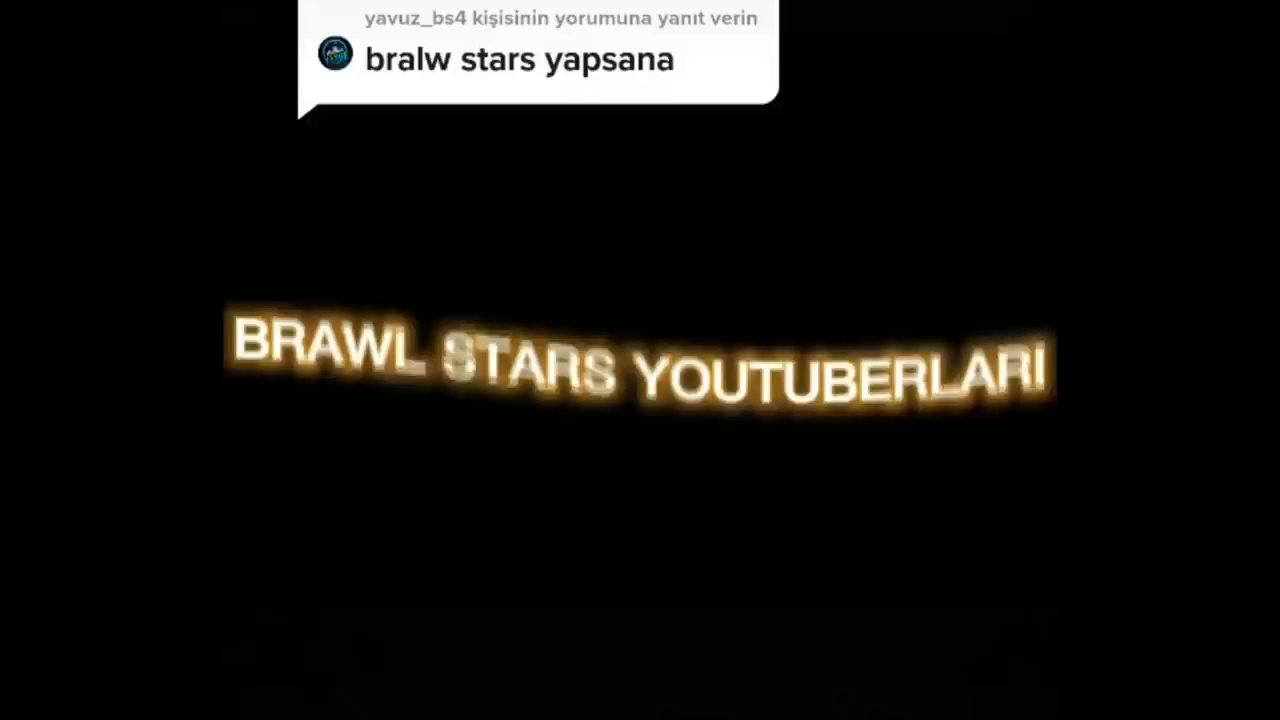 yavuz_bs4 kişisinin yorumuna yanıt verin
bralw stars yapsana
BRAWL STARS YOUTUBERLARI